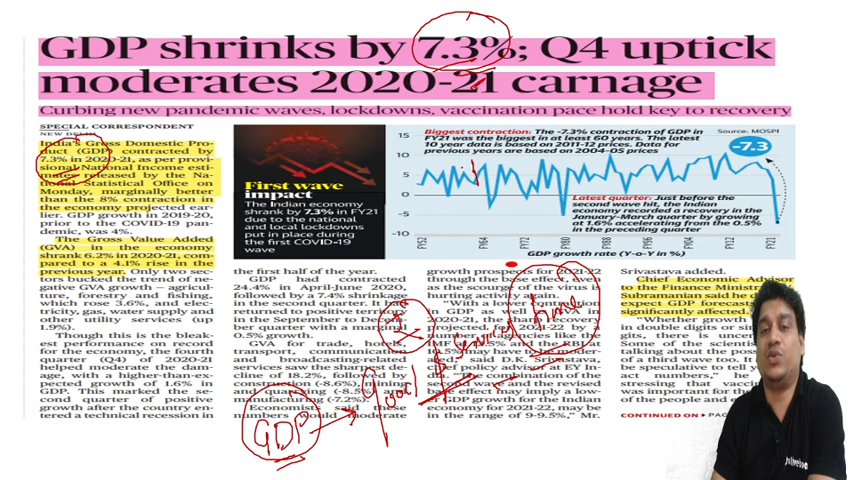 GDP shrinks by 7.3%; Q4 uptick
moderates 2020-21 carnage
Curbing new pandemic waves, lockdowns, vaccination pace hold key to recovery
SPECIAL CORRESPONDENT
NEW DELHI
India's Gross Domestic Pro-
duct (GDP) contracted by
7.3% in 2020-21, as per provi-
sional National Income esti-
mates released by the Na-
tional Statistical Office on
Monday, marginally better
than the 8% contraction in
the economy projected ear-
lier. GDP growth in 2019-20,
prior to the COVID-19 pan-
demic, was 4%.
The Gross Value Added
(GVA) in the economy
shrank 6.2% in 2020-21,
compared to a 4.1% rise in
the previous year. Only two sec-
tors bucked the trend of neg-
ative GVA growth – agricul-
ture, forestry and fishing,
which rose 3.6%, and elec-
tricity, gas, water supply and
other utility services (up
1.9%).
Though this is the bleak-
est performance on record
for the economy, the fourth
quarter (Q4) of 2020-21
helped moderate the dam-
age, with a higher-than-ex-
pected growth of 1.6% in
GDP. This marked the se-
cond quarter of positive
growth after the country en-
tered a technical recession in
First wave
impact
The Indian economy
shrank by 7.3% in FY21
due to the national
and local lockdowns
put in place during
the first COVID-19
wave
Biggest contraction: The -7.3% contraction of GDP in
FY21 was the biggest in at least 60 years. The latest
10 year data is based on 2011-12 prices. Data for
previous years are based on 2004-05 prices
Source: MOSPI
-7.3
15
10
5
0
-5
-10
Latest quarter: Just before the
second wave hit, the Indian
economy recorded a recovery in the
January-March quarter by growing
at 1.6% accelerating from the 0.5%
in the preceding quarter
FY52
FY64
FY80
FY96
FY12
FY21
GDP growth rate (Y-o-Y in %)
the first half of the year.
GDP had contracted
24.4% in April-June 2020,
followed by a 7.4% shrinkage
in the second quarter. It had
returned to positive territory
in the September to Decem-
ber quarter with a marginal
0.5% growth.
GVA for trade, hotels,
transport, communication
and broadcasting-related
services saw the sharpest de-
cline of 18.2%, followed by
construction (-8.6%), mining
and quarrying (-8.5%) and
manufacturing (-7.2%).
Economists said these
numbers would moderate
growth prospects for 2021-22
through the base effect, even
as the scourge of the virus is
hurting activity again.
"With a lower contraction
in GDP as well GVA in
2020-21, the sharp recovery
projected for 2021-22 by a
number of agencies like the
and the RBI at
may have to be moder-
ated," said D.K. Srivastava,
chief policy advisor at EY In-
dia. "The combination of the
second wave and the revised
base effect may imply a low-
er GDP growth for the Indian
economy for 2021-22, may be
in the range of 9-9.5%," Mr.
Srivastava added.
Chief Economic Advisor
to the Finance Ministry
Subramanian said he
expect GDP forecasts
significantly affected.
"Whether growth
in double digits or sin
gits, there is uncer
Some of the scientis
talking about the poss
of a third wave too. I
be speculative to tell y
act numbers," he
stressing that vacci
was important for the
of the people and e
CONTINUED ON ▸ PAG
GDP
good
time